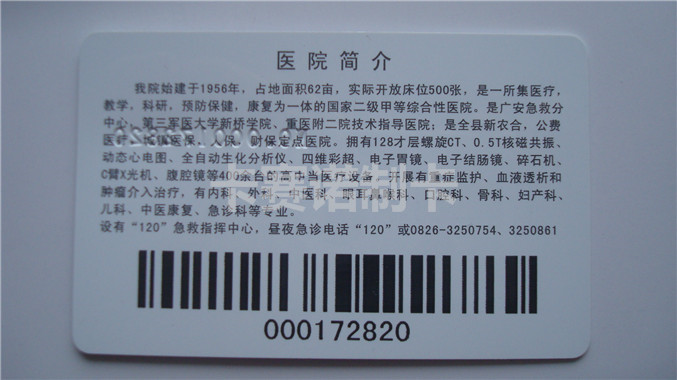 医院简介
我院始建于1956年，占地面积62亩，实际开放床位500张，是一所集医疗，
教学，科研，预防保健，康复为一体的国家二级甲等综合性医院。是广安急救分
中心，第三军医大学新桥学院、重医附二院技术指导医院；是全县新农合，公费
医疗、城镇医保、人保、财保定点医院。拥有128才层螺旋CT、0.5T核磁共振、
动态心电图、全自动生化分析仪、四维彩超、电子胃镜、电子结肠镜、碎石机、
C臂X光机、腹腔镜等400余台的高中当医疗设备。开展有重症监护、血液透析和
肿瘤介入治疗，有内科、外科、中医科、眼耳鼻喉科、口腔科、骨科、妇产科、
儿科、中医康复、急诊科等专业。
设有“120”急救指挥中心，昼夜急诊电话“120”或0826-3250754、3250861
000172820
卡赛诺制卡